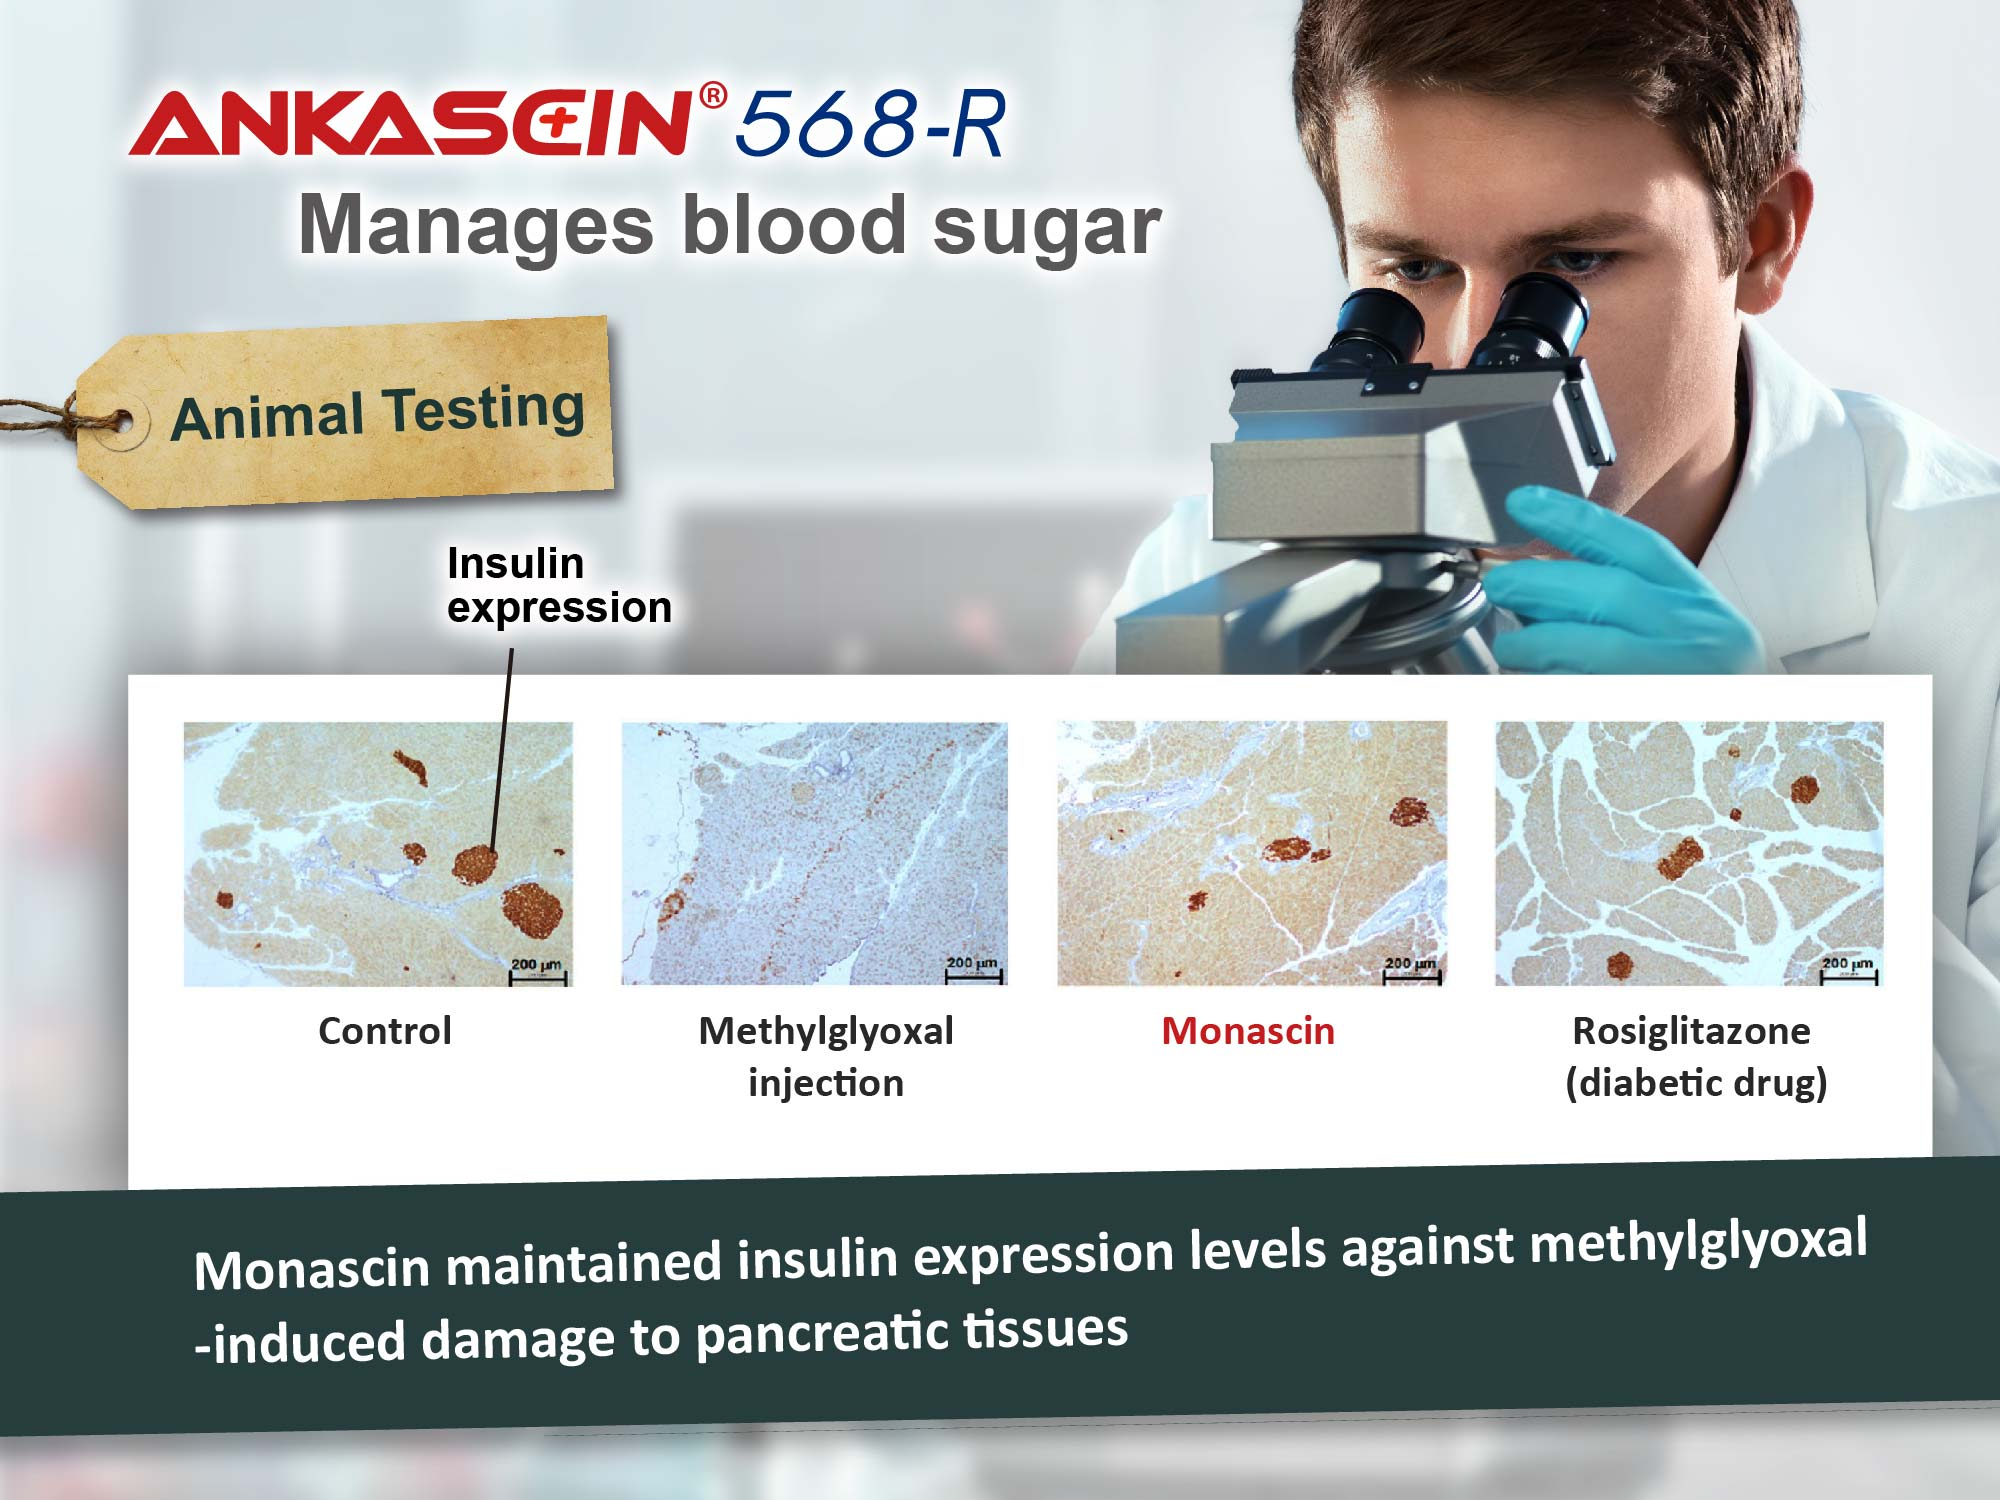 ANKASCIN® 568-R
Manages blood sugar
Animal Testing
Insulin
expression
200 µm
200 µm
200 µm
200 µm
Control
Methylglyoxal
injection
Monascin
Rosiglitazone
(diabetic drug)
Monascin maintained insulin expression levels against methylglyoxal
-induced damage to pancreatic tissues